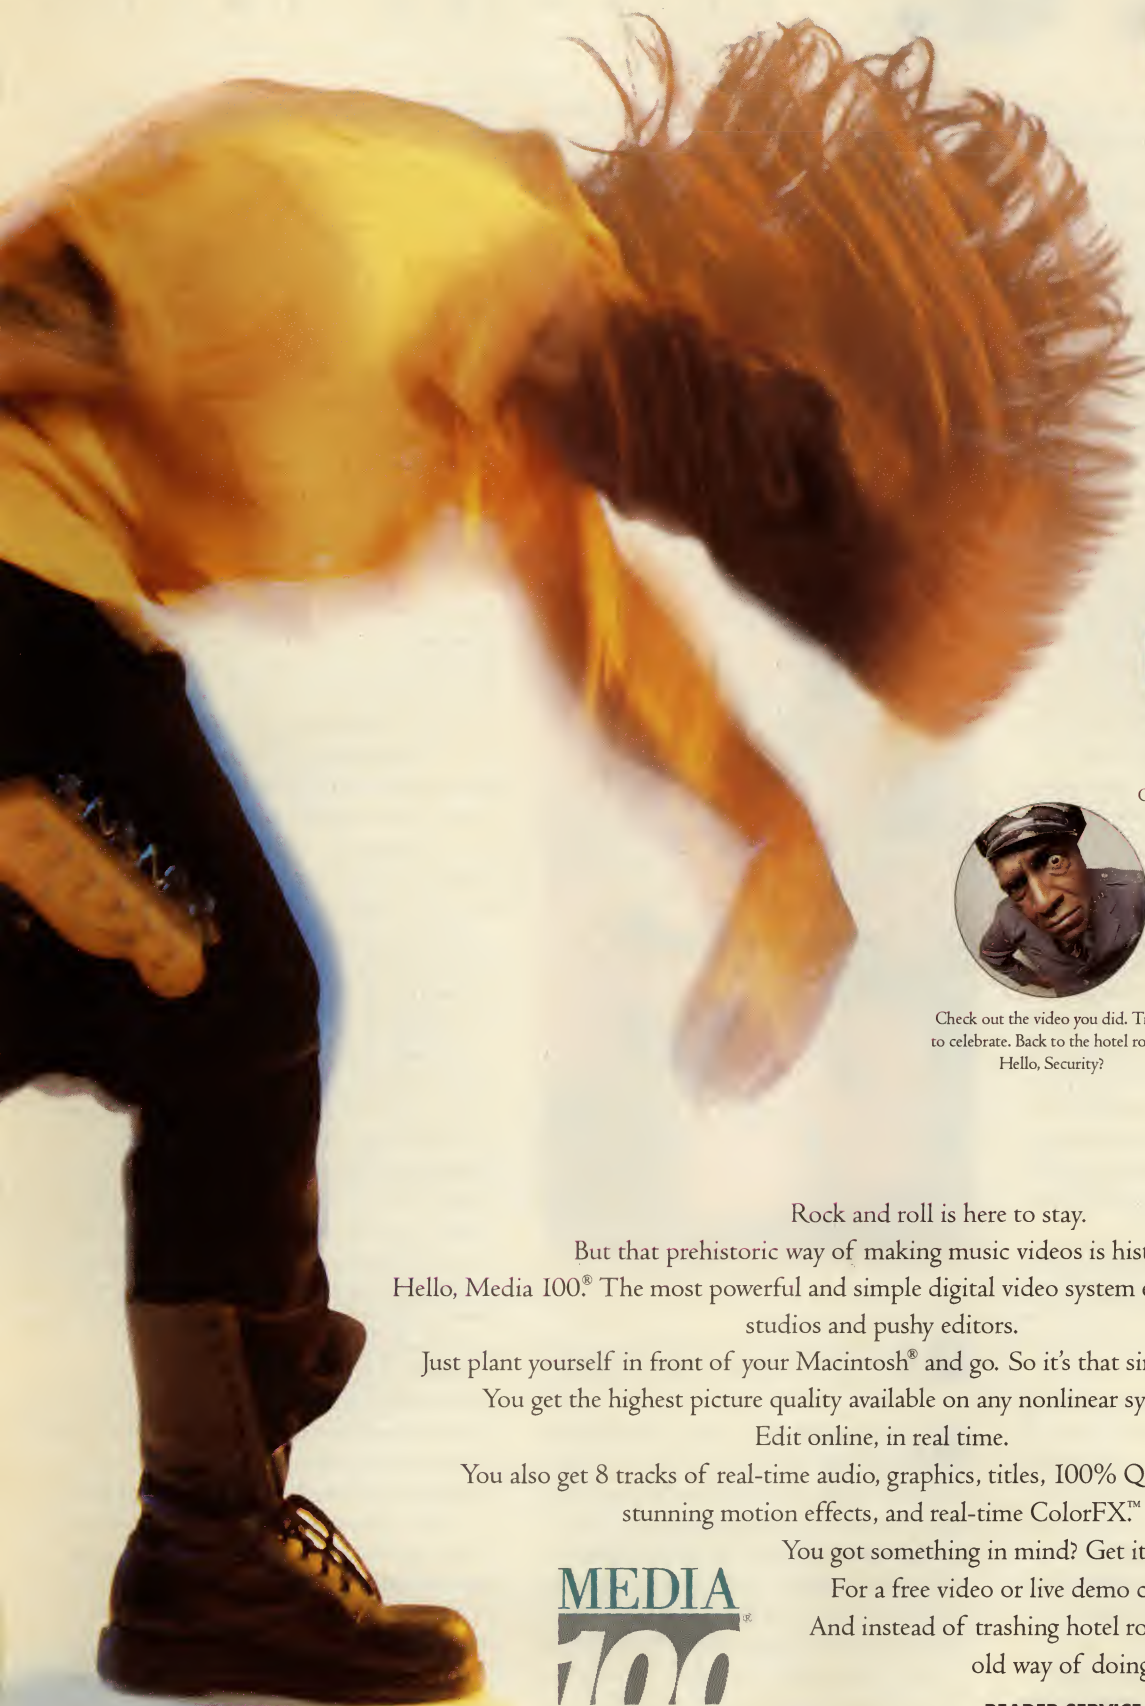 Check out the video you did.
to celebrate. Back to the hotel
Hello, Security?
Rock and roll is here to stay.
But that prehistoric way of making music videos is
Hello, Media 100.® The most powerful and simple digital video system
studios and pushy editors.
Just plant yourself in front of your Macintosh® and go. So it's that
You get the highest picture quality available on any nonlinear
Edit online, in real time.
You also get 8 tracks of real-time audio, graphics, titles, 100%
stunning motion effects, and real-time ColorFX.™
You got something in mind? Get it
For a free video or live demo
And instead of trashing hotel
old way of doing
MEDIA
100®
READER SERVICE